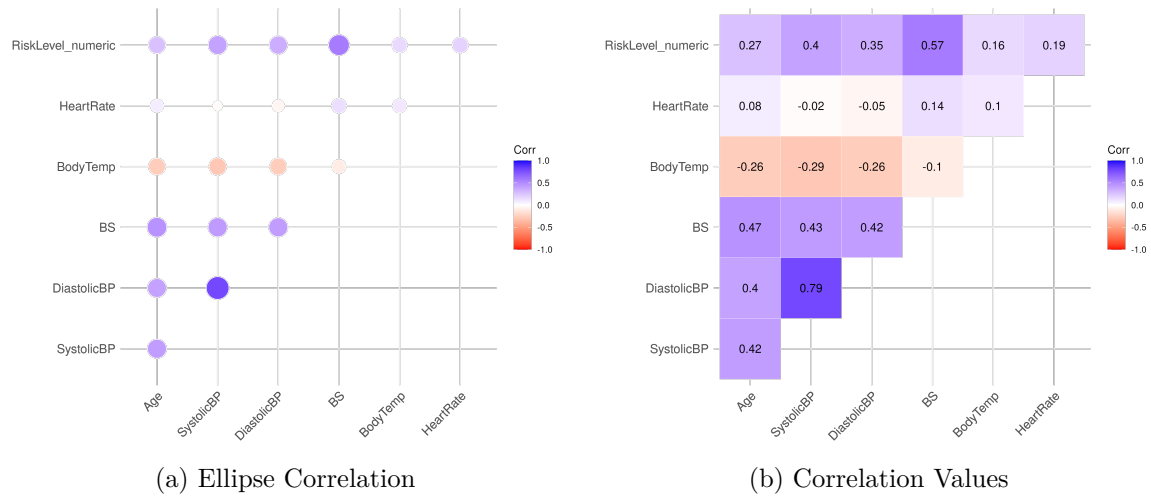 RiskLevel_numeric
HeartRate
BodyTemp
BS
DiastolicBP
SystolicBP
Age
SystolicBP
DiastolicBP
BS
BodyTemp
HeartRate
Corr
1.0
0.5
0.0
-0.5
-1.0
(a) Ellipse Correlation
RiskLevel_numeric 0.27 0.4 0.35 0.57 0.16 0.19
HeartRate 0.08 -0.02 -0.05 0.14 0.1
BodyTemp -0.26 -0.29 -0.26 -0.1
BS 0.47 0.43 0.42
DiastolicBP 0.4 0.79
SystolicBP 0.42
Age
SystolicBP
DiastolicBP
BS
BodyTemp
HeartRate
Corr
1.0
0.5
0.0
-0.5
-1.0
(b) Correlation Values